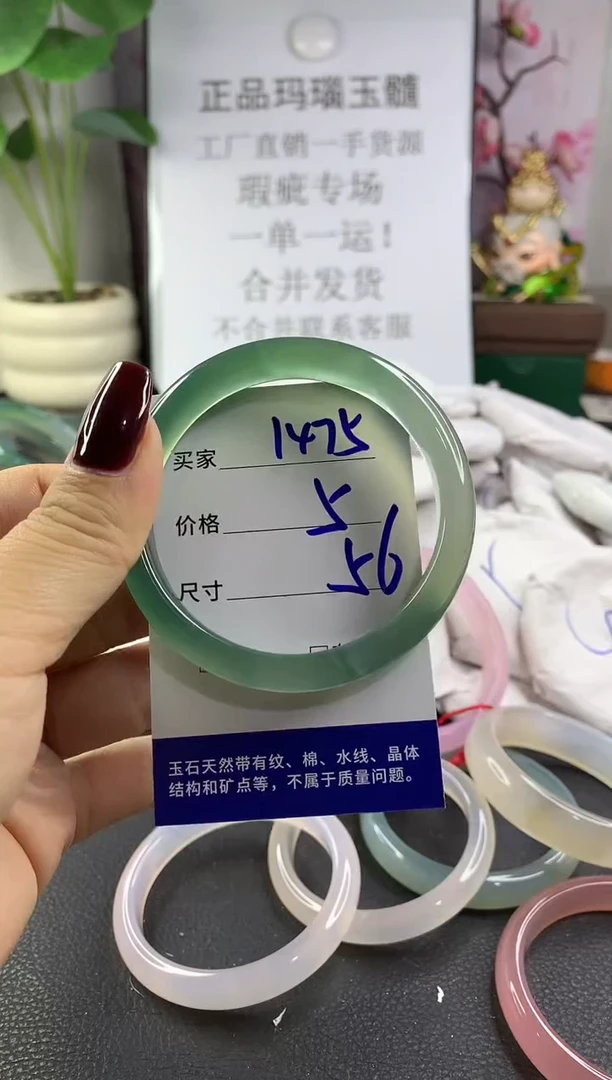 正品玛瑙玉髓
工厂直销一手货源
瑕疵专场
一单一运！
合并发货
不合并联系客服
买家 1475
价格 5
尺寸 56
玉石天然带有纹、棉、水线、晶体
结构和矿点等，不属于质量问题。